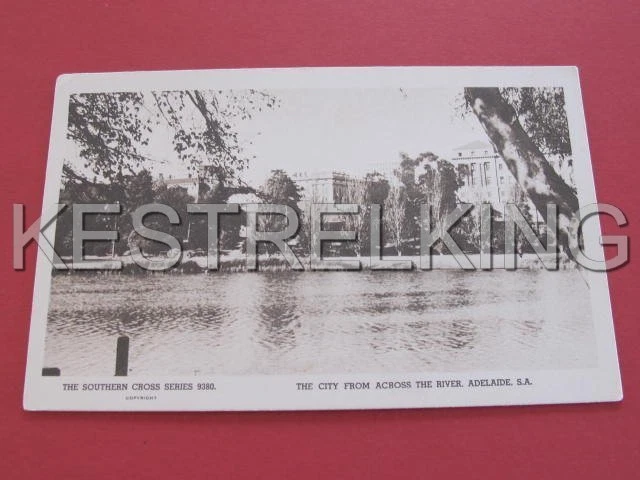 KESTRELKING
THE SOUTHERN CROSS SERIES 9380.
COPYRIGHT
THE CITY FROM ACROSS THE RIVER, ADELAIDE, S.A.